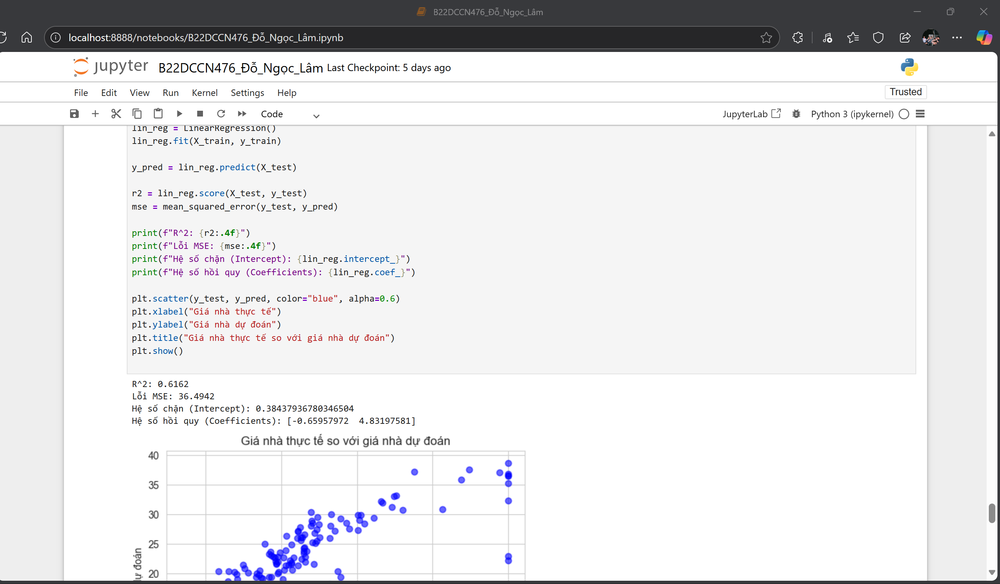 B22DCCN476_Đỗ_Ngọc_Lâm
localhost:8888/notebooks/B22DCCN476_Đỗ_Ngọc_Lâm.ipynb
jupyter B22DCCN476_Đỗ_Ngọc_Lâm Last Checkpoint: 5 days ago
File Edit View Run Kernel Settings Help Trusted
Code JupyterLab Python 3 (ipykernel)
lin_reg = LinearRegression()
lin_reg.fit(X_train, y_train)
y_pred = lin_reg.predict(X_test)
r2 = lin_reg.score(X_test, y_test)
mse = mean_squared_error(y_test, y_pred)
print(f"R^2: {r2:.4f}")
print(f"Lỗi MSE: {mse:.4f}")
print(f"Hệ số chặn (Intercept): {lin_reg.intercept_}")
print(f"Hệ số hồi quy (Coefficients): {lin_reg.coef_}")
plt.scatter(y_test, y_pred, color="blue", alpha=0.6)
plt.xlabel("Giá nhà thực tế")
plt.ylabel("Giá nhà dự đoán")
plt.title("Giá nhà thực tế so với giá nhà dự đoán")
plt.show()
R^2: 0.6162
Lỗi MSE: 36.4942
Hệ số chặn (Intercept): 0.38437936780346504
Hệ số hồi quy (Coefficients): [-0.65957972  4.83197581]
Giá nhà thực tế so với giá nhà dự đoán
40
35
30
25
20
đoán